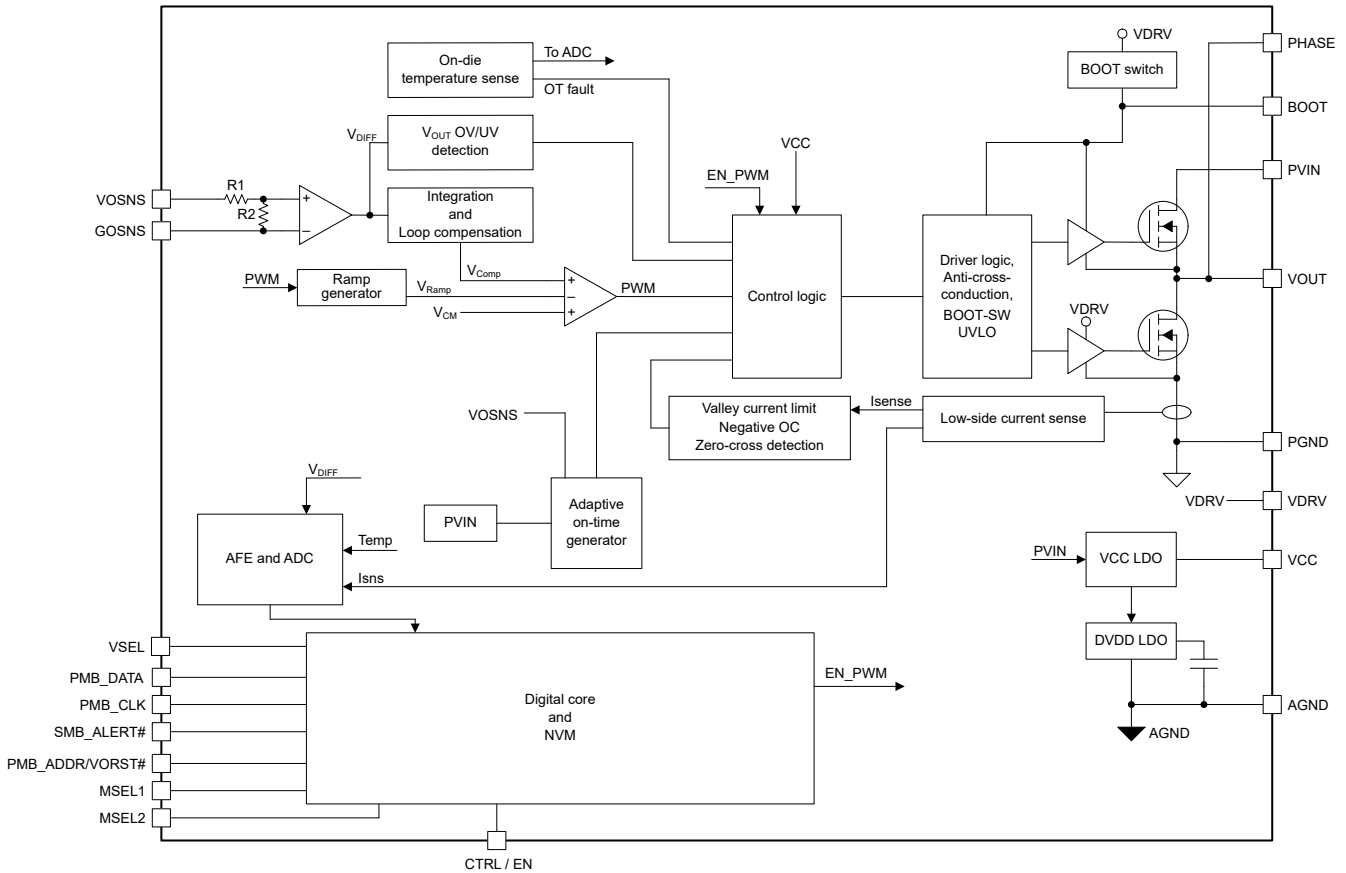 VDRV
PHASE
On-die
temperature sense
To ADC
OT fault
BOOT switch
BOOT
VDIFF
VOUT OV/UV
detection
VCC
EN_PWM
PVIN
VOSNS
R1
R2
GOSNS
+
−
Integration
and
Loop compensation
PWM
Ramp
generator
VComp
VRamp
VCM
+
−
+
PWM
Control logic
Driver logic,
Anti-cross-
conduction,
BOOT-SW
UVLO
VOUT
VDRV
VOSNS
Valley current limit
Negative OC
Zero-cross detection
Isense
Low-side current sense
PGND
VDIFF
PVIN
Adaptive
on-time
generator
VDRV
VDRV
AFE and ADC
Temp
Isns
PVIN
VCC LDO
VCC
DVDD LDO
AGND
AGND
VSEL
PMB_DATA
PMB_CLK
SMB_ALERT#
PMB_ADDR/VORST#
MSEL1
MSEL2
Digital core
and
NVM
EN_PWM
CTRL / EN